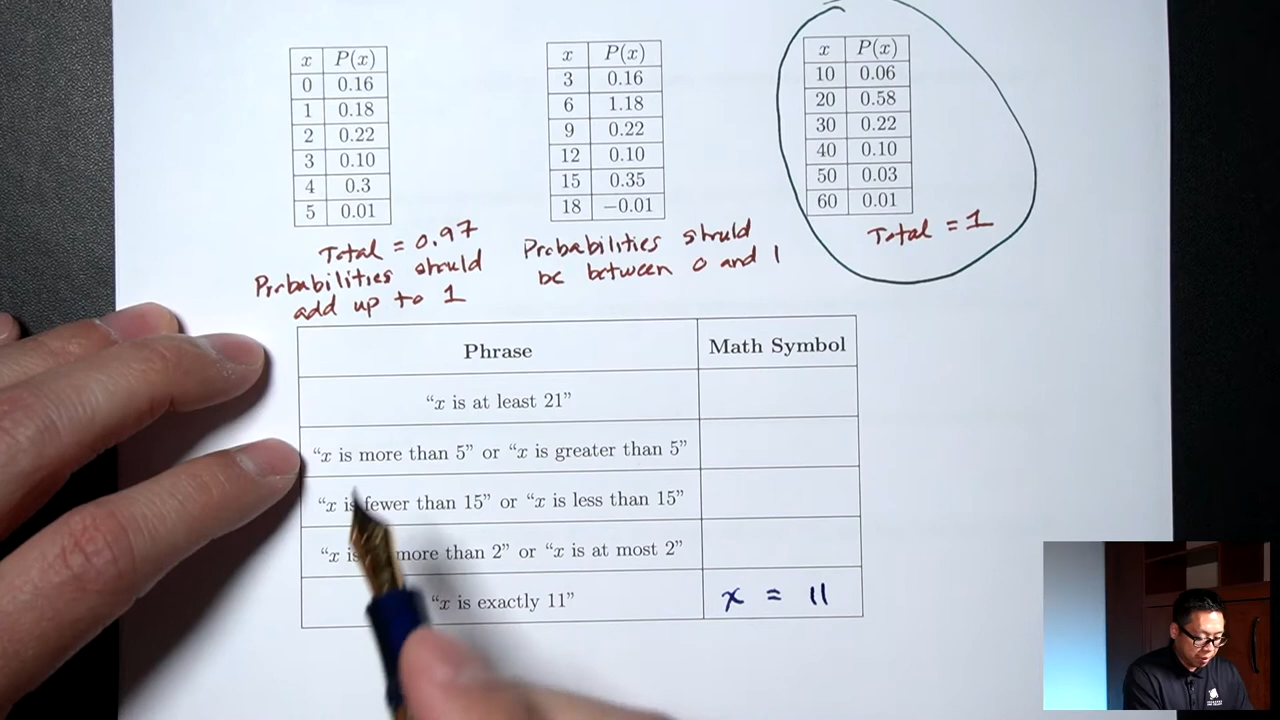 x P(x)
0 0.16
1 0.18
2 0.22
3 0.10
4 0.3
5 0.01
Total = 0.97
Probabilities should
add up to 1
x P(x)
3 0.16
6 1.18
9 0.22
12 0.10
15 0.35
18 −0.01
Probabilities should
be between 0 and 1
x P(x)
10 0.06
20 0.58
30 0.22
40 0.10
50 0.03
60 0.01
Total = 1
Phrase Math Symbol
“x is at least 21”
“x is more than 5” or “x is greater than 5”
“x is fewer than 15” or “x is less than 15”
“x is more than 2” or “x is at most 2”
“x is exactly 11” x = 11